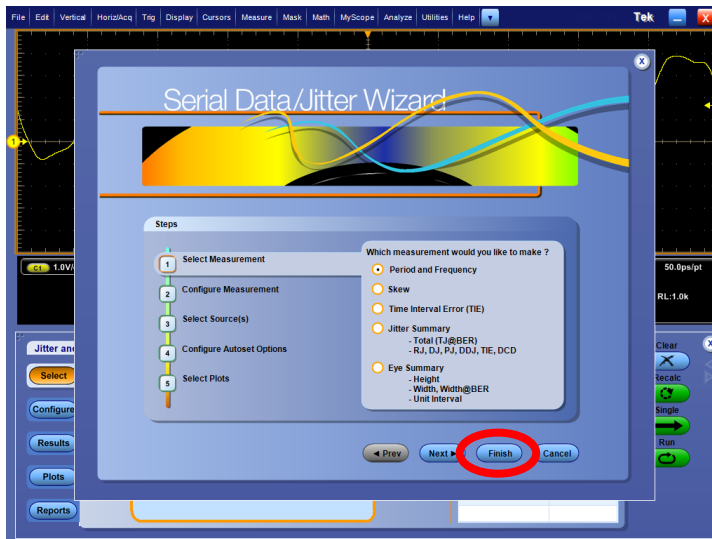 File Edit Vertical Horiz/Acq Trig Display Cursors Measure Mask Math MyScope Analyze Utilities Help Tek X
X
Serial Data/Jitter Wizard
1
Steps
1 Select Measurement
2 Configure Measurement
3 Select Source(s)
4 Configure Autoset Options
5 Select Plots
Which measurement would you like to make ?
Period and Frequency
Skew
Time Interval Error (TIE)
Jitter Summary
- Total (TJ@BER)
- RJ, DJ, PJ, DDJ, TIE, DCD
Eye Summary
- Height
- Width, Width@BER
- Unit Interval
Prev Next Finish Cancel
C1 1.0V/
50.0ps/pt
RL:1.0k
Jitter and
Select
Configure
Results
Plots
Reports
Clear
Recalc
Single
Run